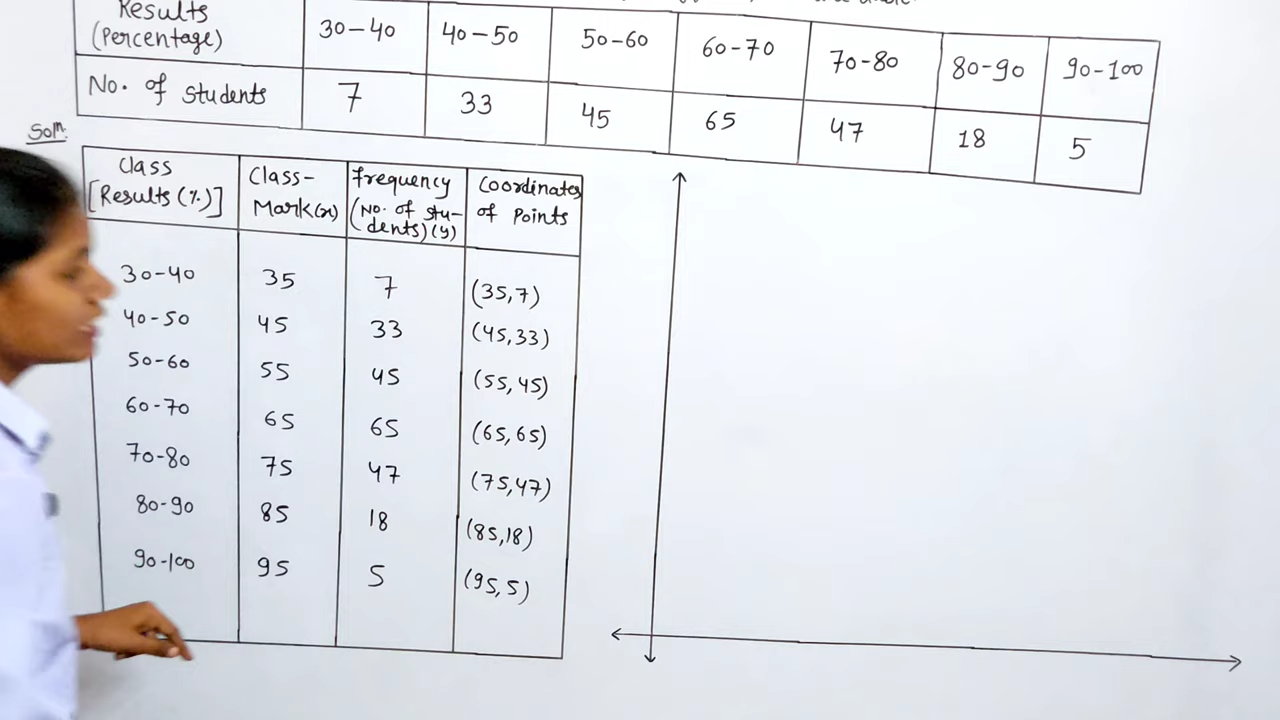 Results
(Percentage)
30-40 40-50 50-60 60-70 70-80 80-90 90-100
No. of Students 7 33 45 65 47 18 5
Som.
Class
[Results (%)]
Class-
Mark(x)
frequency
(No. of stu-
dents) (y)
Coordinates
of Points
30-40 35 7 (35,7)
40-50 45 33 (45,33)
50-60 55 45 (55,45)
60-70 65 65 (65,65)
70-80 75 47 (75,47)
80-90 85 18 (85,18)
90-100 95 5 (95,5)